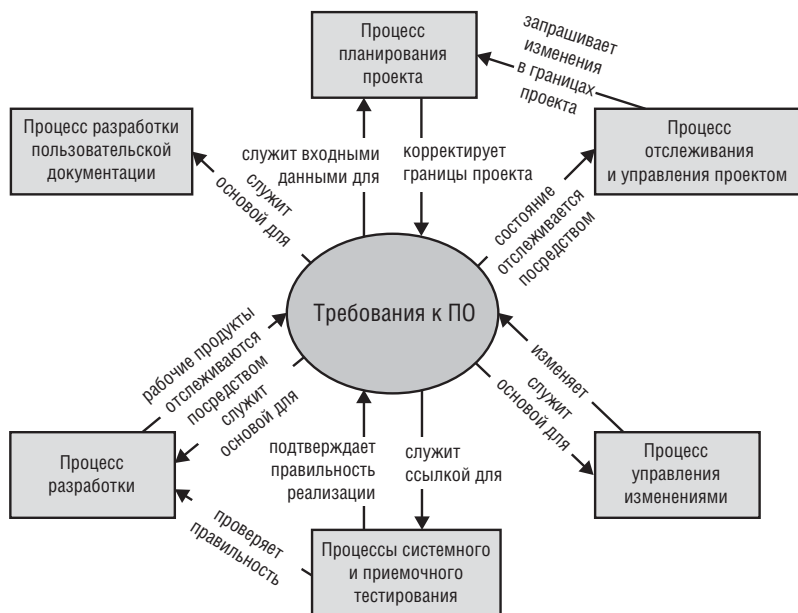 Процесс
планирования
проекта
запрашивает
изменения
в границах
проекта
Процесс разработки
пользовательской
документации
Процесс
отслеживания
и управления проектом
служит входными
данными для
корректирует
границы проекта
служит
основой для
состояние
отслеживается
посредством
Требования к ПО
рабочие продукты
отслеживаются
посредством
служит
основой для
изменяет
служит
основой для
Процесс
разработки
подтверждает
правильность
реализации
служит
ссылкой для
Процесс
управления
изменениями
проверяет
правильность
Процессы системного
и приемочного
тестирования